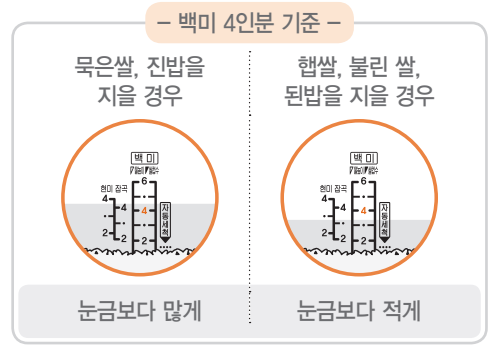 백미 4인분 기준
묵은쌀, 진밥을
지을 경우
햅쌀, 불린 쌀,
된밥을 지을 경우
백미
현미 잡곡
6
4
4
4
2
2
2
자동세척
백미
현미 잡곡
6
4
4
4
2
2
2
자동세척
눈금보다 많게
눈금보다 적게